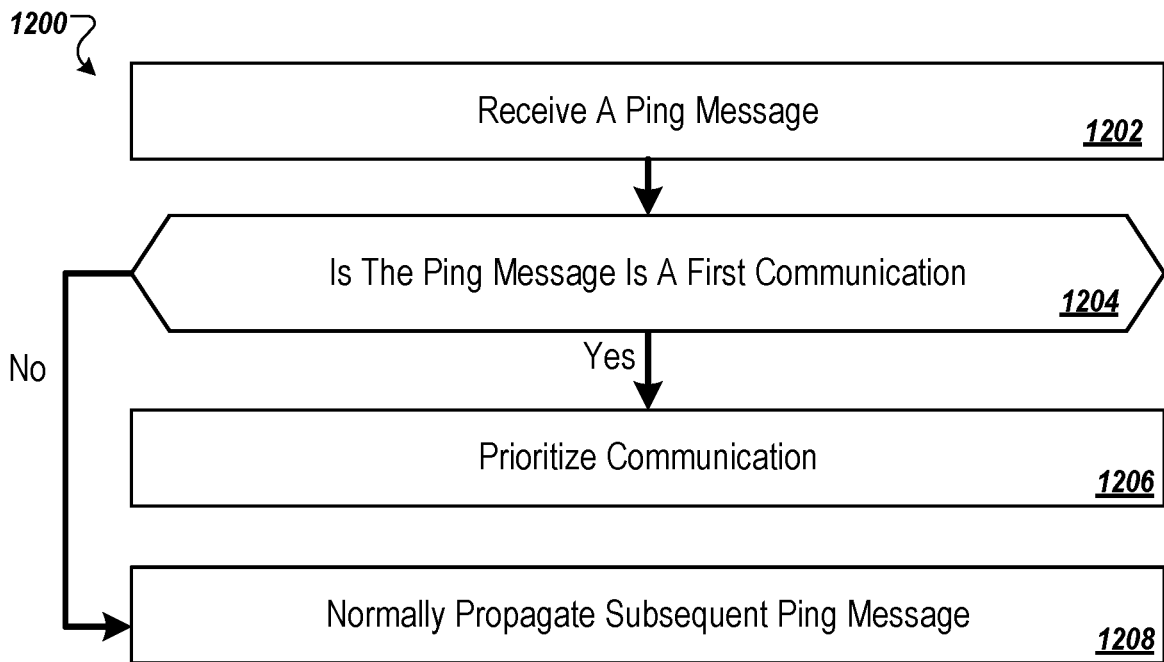 1200
Receive A Ping Message
1202
Is The Ping Message Is A First Communication
1204
Yes
No
Prioritize Communication
1206
Normally Propagate Subsequent Ping Message
1208